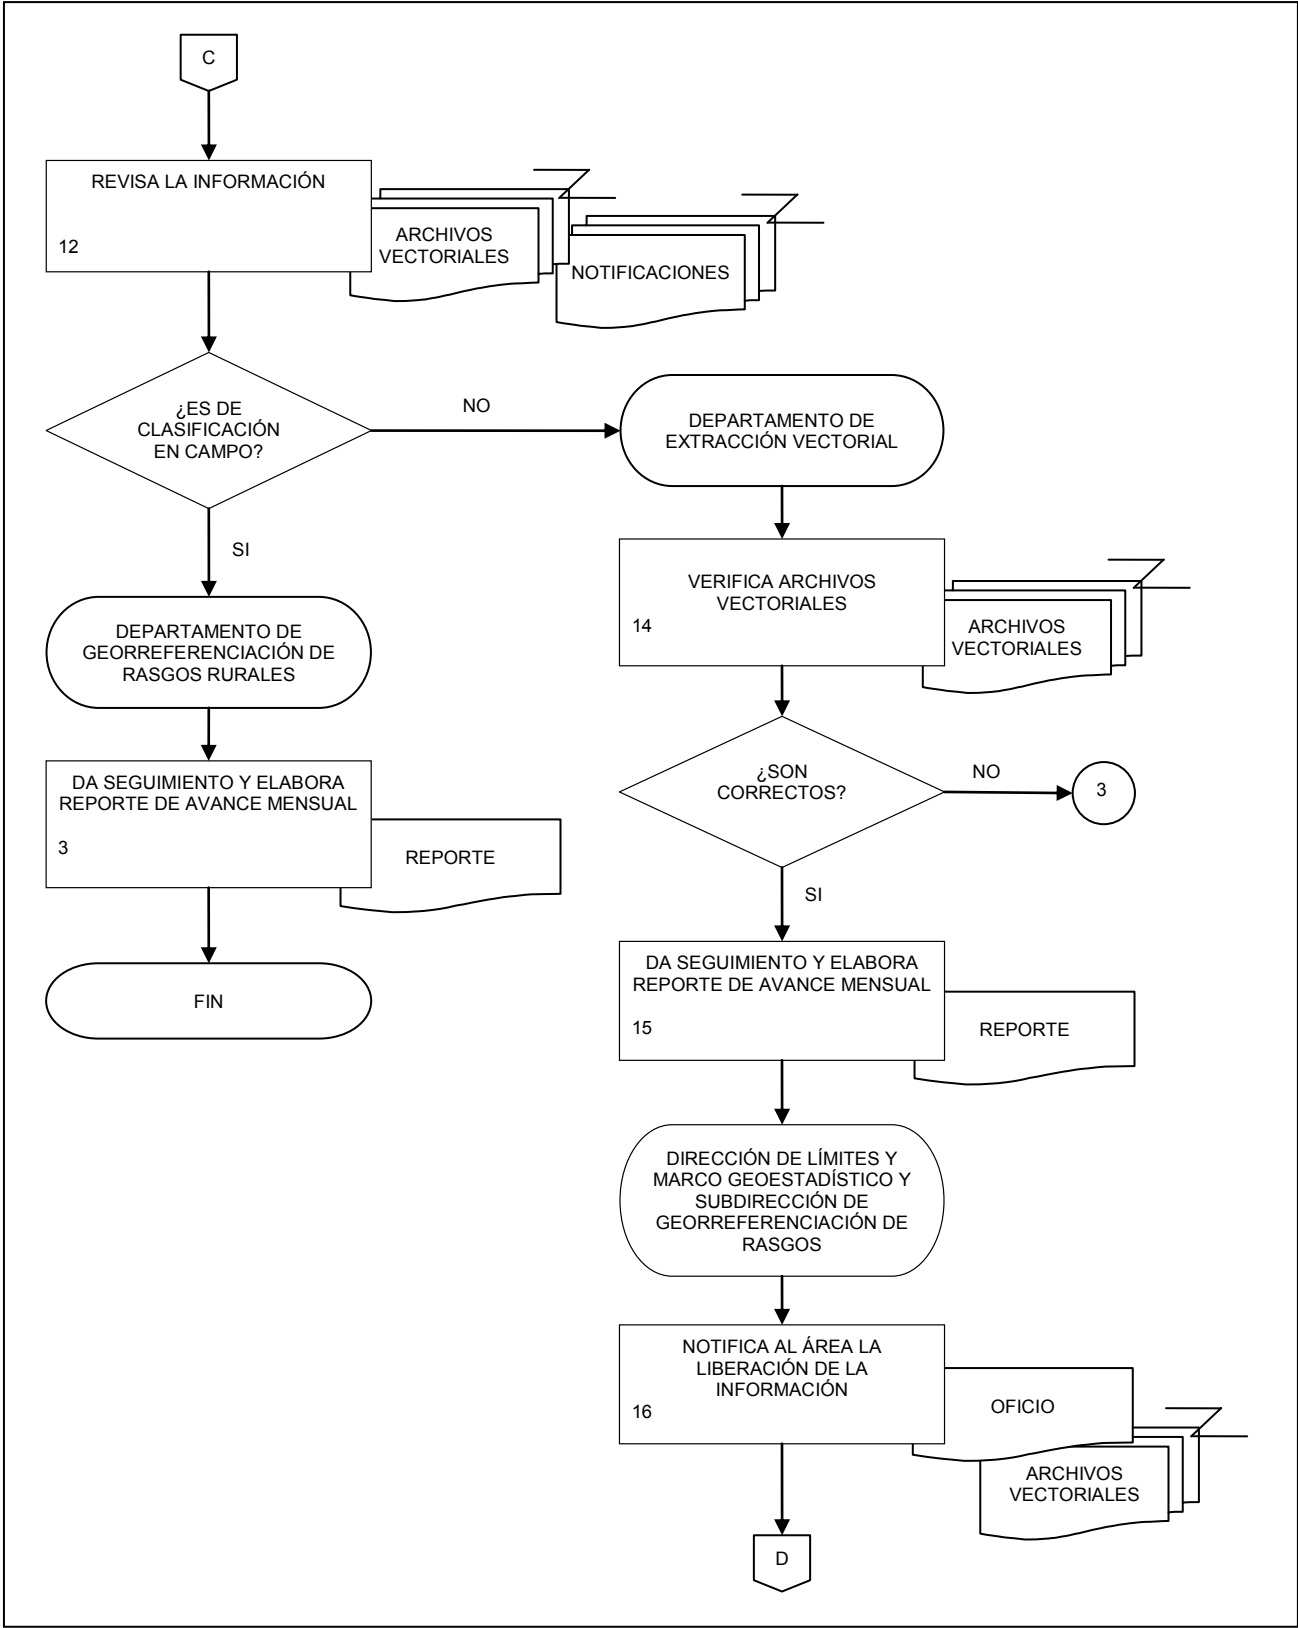 C
REVISA LA INFORMACIÓN
12
ARCHIVOS
VECTORIALES
NOTIFICACIONES
¿ES DE
CLASIFICACIÓN
EN CAMPO?
NO
SI
DEPARTAMENTO DE
GEORREFERENCIACIÓN DE
RASGOS RURALES
DA SEGUIMIENTO Y ELABORA
REPORTE DE AVANCE MENSUAL
3
REPORTE
FIN
DEPARTAMENTO DE
EXTRACCIÓN VECTORIAL
VERIFICA ARCHIVOS
VECTORIALES
14
ARCHIVOS
VECTORIALES
¿SON
CORRECTOS?
NO
3
SI
DA SEGUIMIENTO Y ELABORA
REPORTE DE AVANCE MENSUAL
15
REPORTE
DIRECCIÓN DE LÍMITES Y
MARCO GEOESTADÍSTICO Y
SUBDIRECCIÓN DE
GEORREFERENCIACIÓN DE
RASGOS
NOTIFICA AL ÁREA LA
LIBERACIÓN DE LA
INFORMACIÓN
16
OFICIO
ARCHIVOS
VECTORIALES
D